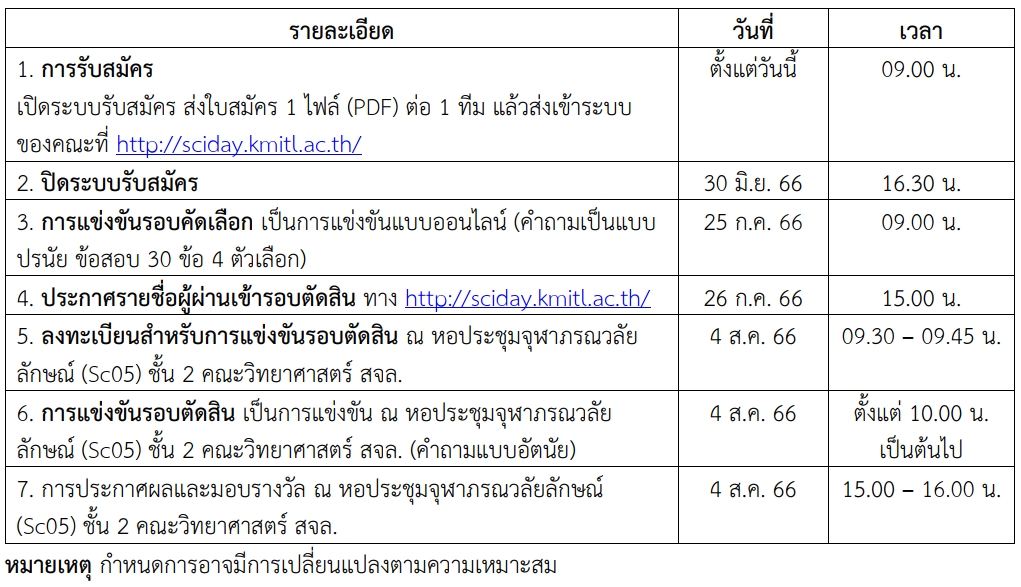 รายละเอียด วันที่ เวลา
1. การรับสมัคร ตั้งแต่วันนี้ 09.00 น.
เปิดระบบรับสมัคร ส่งใบสมัคร 1 ไฟล์ (PDF) ต่อ 1 ทีม แล้วส่งเข้าระบบ
ของคณะที่ http://sciday.kmitl.ac.th/
2. ปิดระบบรับสมัคร 30 มิ.ย. 66 16.30 น.
3. การแข่งขันรอบคัดเลือก เป็นการแข่งขันแบบออนไลน์ (คำถามเป็นแบบ 25 ก.ค. 66 09.00 น.
ปรนัย ข้อสอบ 30 ข้อ 4 ตัวเลือก)
4. ประกาศรายชื่อผู้ผ่านเข้ารอบตัดสิน ทาง http://sciday.kmitl.ac.th/ 26 ก.ค. 66 15.00 น.
5. ลงทะเบียนสำหรับการแข่งขันรอบตัดสิน ณ หอประชุมจุฬาภรณวลัย 4 ส.ค. 66 09.30 – 09.45 น.
ลักษณ์ (Sc05) ชั้น 2 คณะวิทยาศาสตร์ สจล.
6. การแข่งขันรอบตัดสิน เป็นการแข่งขัน ณ หอประชุมจุฬาภรณวลัย 4 ส.ค. 66 ตั้งแต่ 10.00 น.
ลักษณ์ (Sc05) ชั้น 2 คณะวิทยาศาสตร์ สจล. (คำถามแบบอัตนัย) เป็นต้นไป
7. การประกาศผลและมอบรางวัล ณ หอประชุมจุฬาภรณวลัยลักษณ์ 4 ส.ค. 66 15.00 – 16.00 น.
(Sc05) ชั้น 2 คณะวิทยาศาสตร์ สจล.
หมายเหตุ กำหนดการอาจมีการเปลี่ยนแปลงตามความเหมาะสม